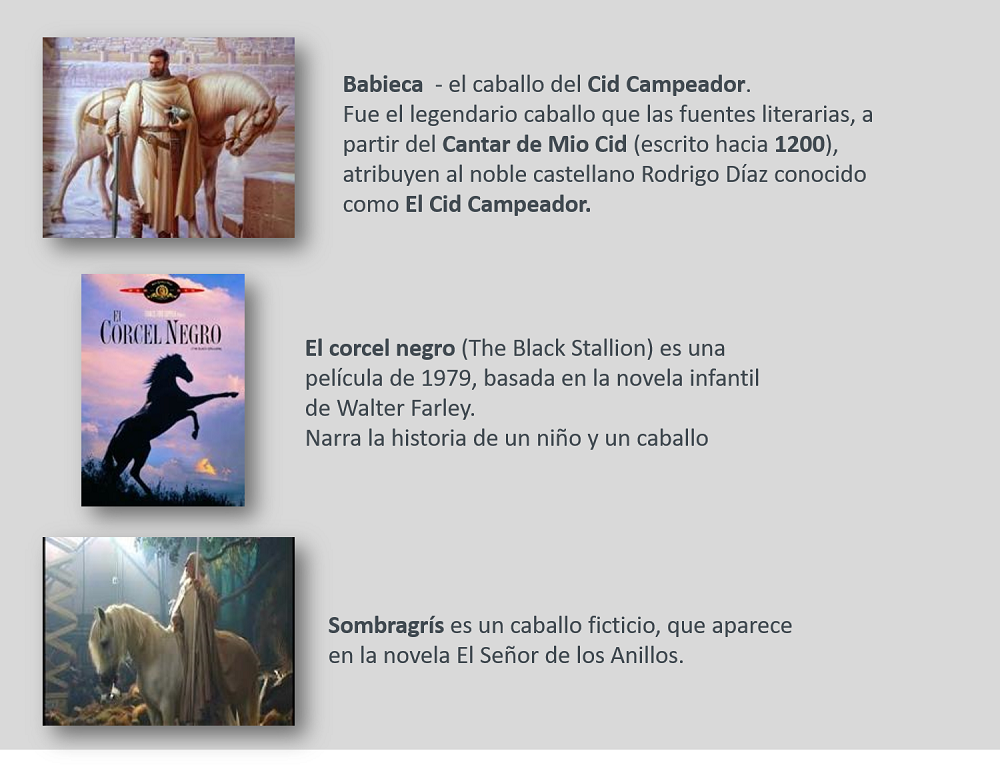 Babieca - el caballo del Cid Campeador.
Fue el legendario caballo que las fuentes literarias, a
partir del Cantar de Mio Cid (escrito hacia 1200),
atribuyen al noble castellano Rodrigo Díaz conocido
como El Cid Campeador.
El
CORCEL NEGRO
El corcel negro (The Black Stallion) es una
película de 1979, basada en la novela infantil
de Walter Farley.
Narra la historia de un niño y un caballo
Sombragrís es un caballo ficticio, que aparece
en la novela El Señor de los Anillos.